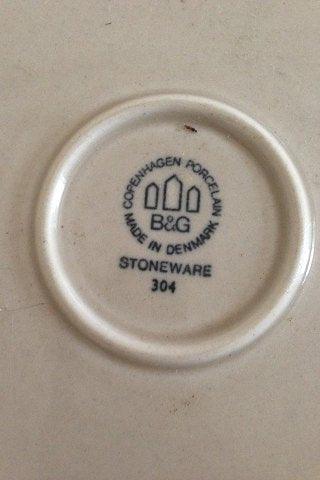 COPENHAGEN PORCELAIN
B&G
MADE IN DENMARK
STONEWARE
304